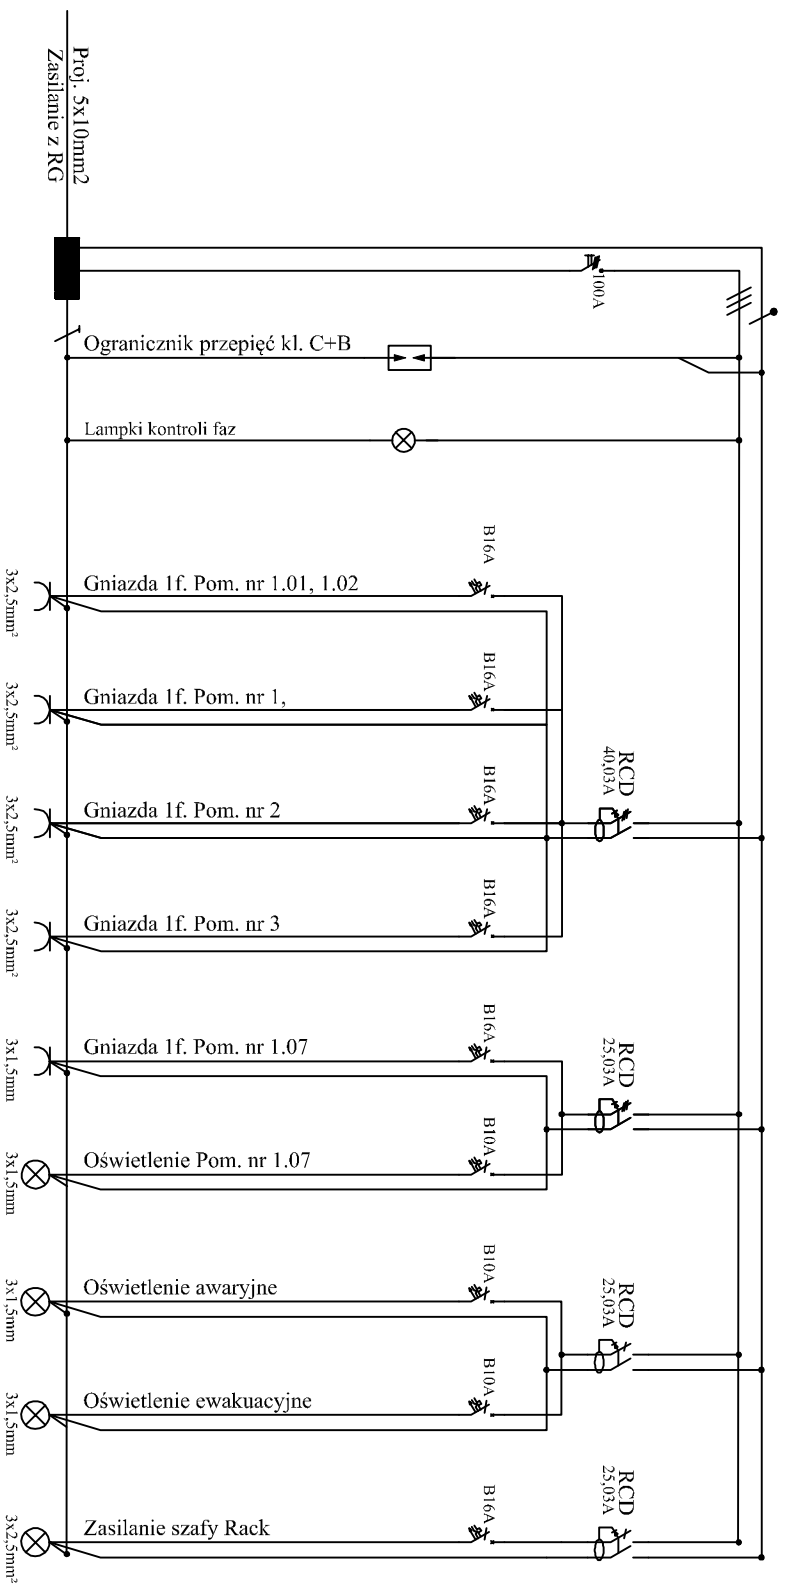 Proj. 5x10mm2
Zasilanie z RG
100A
Ogranicznik przepięć kl. C+B
Lampki kontroli faz
B16A
Gniazda 1f. Pom. nr 1.01, 1.02
3x2,5mm²
B16A
Gniazda 1f. Pom. nr 1,
3x2,5mm²
RCD
40,03A
B16A
Gniazda 1f. Pom. nr 2
3x2,5mm²
B16A
Gniazda 1f. Pom. nr 3
3x2,5mm²
RCD
25,03A
B16A
Gniazda 1f. Pom. nr 1.07
3x1,5mm
B10A
Oświetlenie Pom. nr 1.07
3x1,5mm
RCD
25,03A
B10A
Oświetlenie awaryjne
3x1,5mm
B10A
Oświetlenie ewakuacyjne
3x1,5mm
RCD
25,03A
B16A
Zasilanie szafy Rack
3x2,5mm²